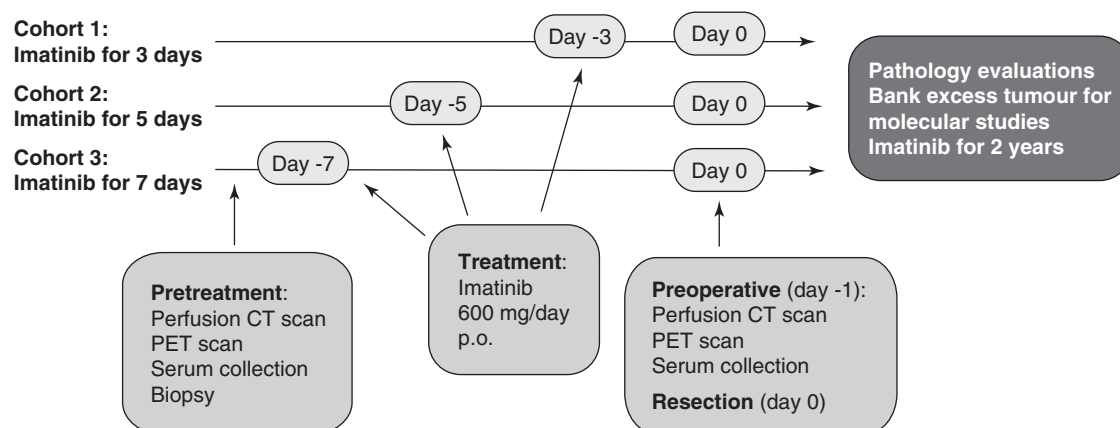 Cohort 1:
Imatinib for 3 days
Day -3
Day 0
Cohort 2:
Imatinib for 5 days
Day -5
Day 0
Cohort 3:
Imatinib for 7 days
Day -7
Day 0
Pathology evaluations
Bank excess tumour for
molecular studies
Imatinib for 2 years
Pretreatment:
Perfusion CT scan
PET scan
Serum collection
Biopsy
Treatment:
Imatinib
600 mg/day
p.o.
Preoperative (day -1):
Perfusion CT scan
PET scan
Serum collection
Resection (day 0)